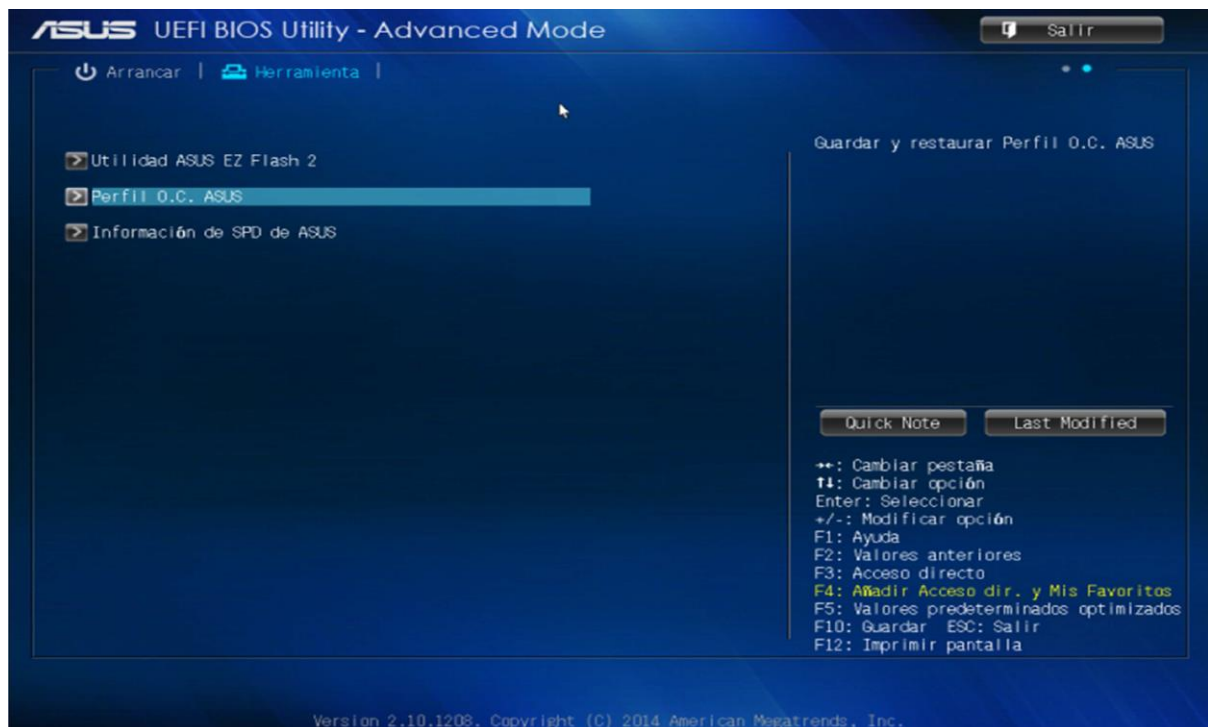 ASUS UEFI BIOS Utility - Advanced Mode
Salir
Arrancar | Herramienta |
Utilidad ASUS EZ Flash 2
Perfil O.C. ASUS
Información de SPD de ASUS
Guardar y restaurar Perfil O.C. ASUS
Quick Note
Last Modified
→←: Cambiar pestaña
↑↓: Cambiar opción
Enter: Seleccionar
+/-: Modificar opción
F1: Ayuda
F2: Valores anteriores
F3: Acceso directo
F4: Añadir Acceso dir. y Mis Favoritos
F5: Valores predeterminados optimizados
F10: Guardar ESC: Salir
F12: Imprimir pantalla
Version 2.10.1208. Copyright (C) 2014 American Megatrends, Inc.